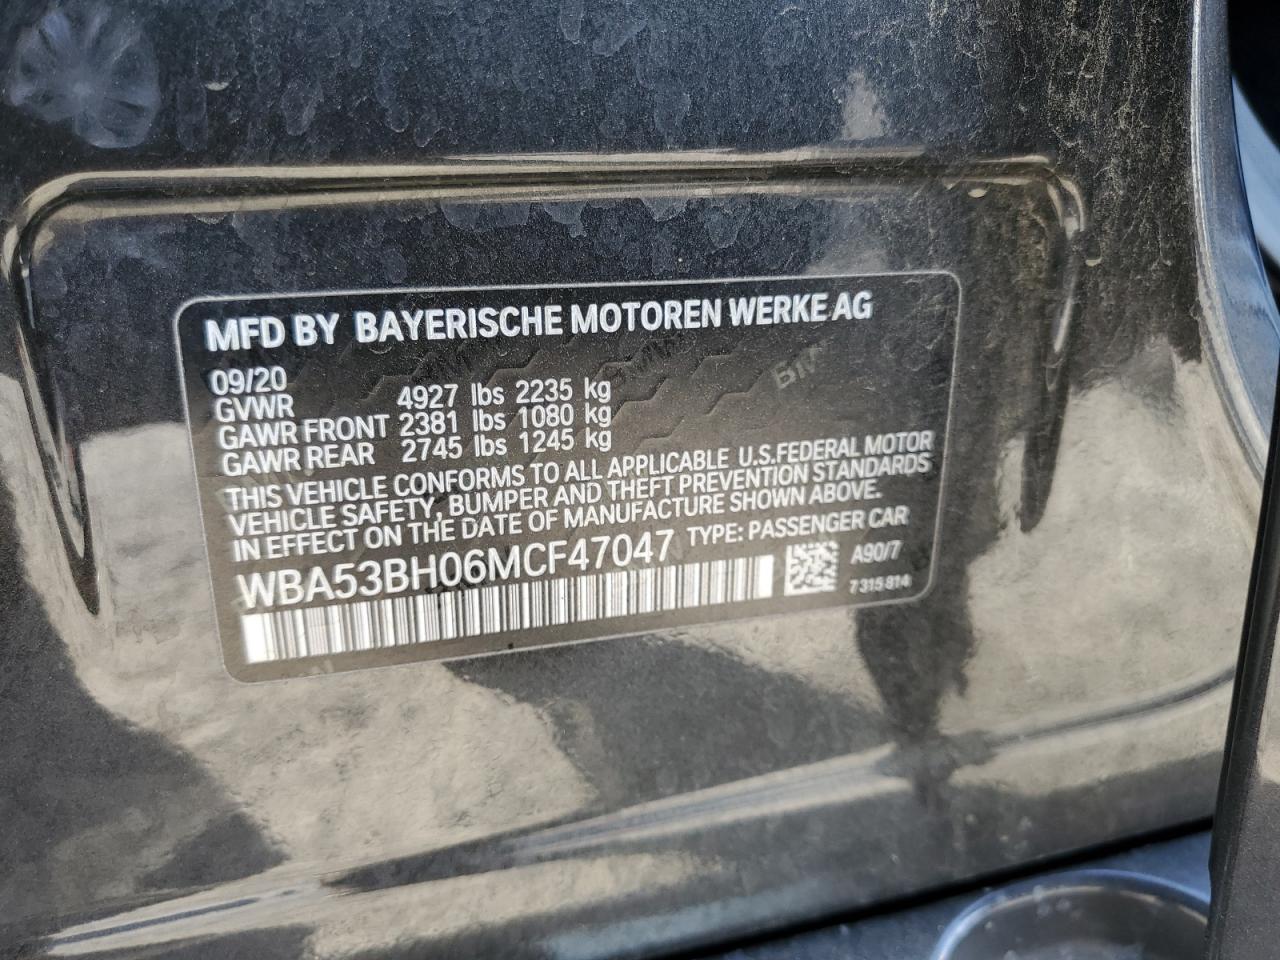 MFD BY BAYERISCHE MOTOREN WERKE AG
09/20
GVWR 4927 lbs 2235 kg
GAWR FRONT 2381 lbs 1080 kg
GAWR REAR 2745 lbs 1245 kg
THIS VEHICLE CONFORMS TO ALL APPLICABLE U.S.FEDERAL MOTOR
VEHICLE SAFETY, BUMPER AND THEFT PREVENTION STANDARDS
IN EFFECT ON THE DATE OF MANUFACTURE SHOWN ABOVE.
WBA53BH06MCF47047 TYPE: PASSENGER CAR
A90/7
7 315 814